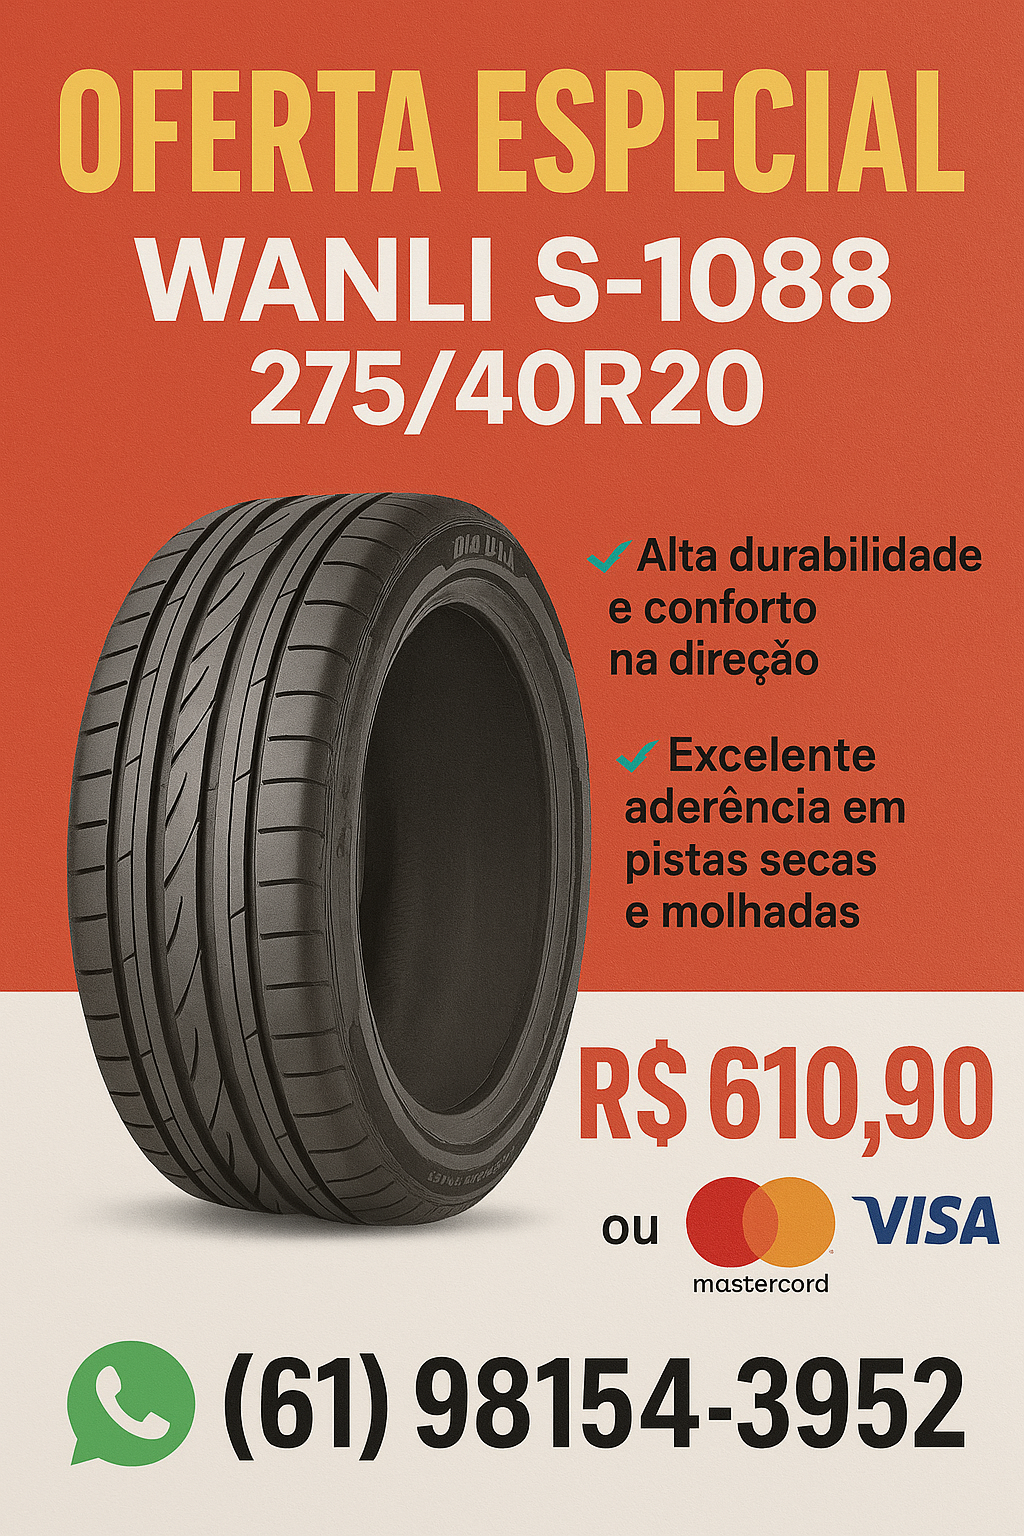 OFERTA ESPECIAL
WANLI S-1088
275/40R20
✓ Alta durabilidade
e conforto
na direçǎo
✓ Excelente
aderência em
pistas secas
e molhadas
R$ 610,90
ou
mastercord
VISA
(61) 98154-3952